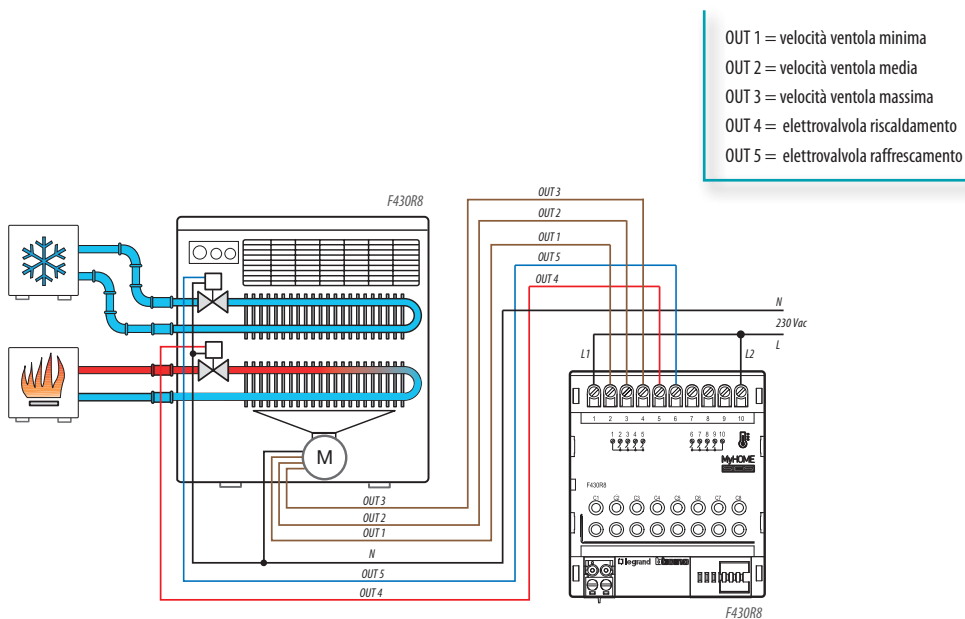 OUT 1 = velocità ventola minima
OUT 2 = velocità ventola media
OUT 3 = velocità ventola massima
OUT 4 = elettrovalvola riscaldamento
OUT 5 = elettrovalvola raffrescamento
F430R8
OUT 3
OUT 2
OUT 1
OUT 5
OUT 4
N
230 Vac
L
L1
L2
1 2 3 4 5 6 7 8 9 10
1 2 3 4 5
6 7 8 9 10
MyHOME
F430R8
C1 C2 C3 C4 C5 C6 C7 C8
legrand
M
OUT 3
OUT 2
OUT 1
N
OUT 5
OUT 4
F430R8